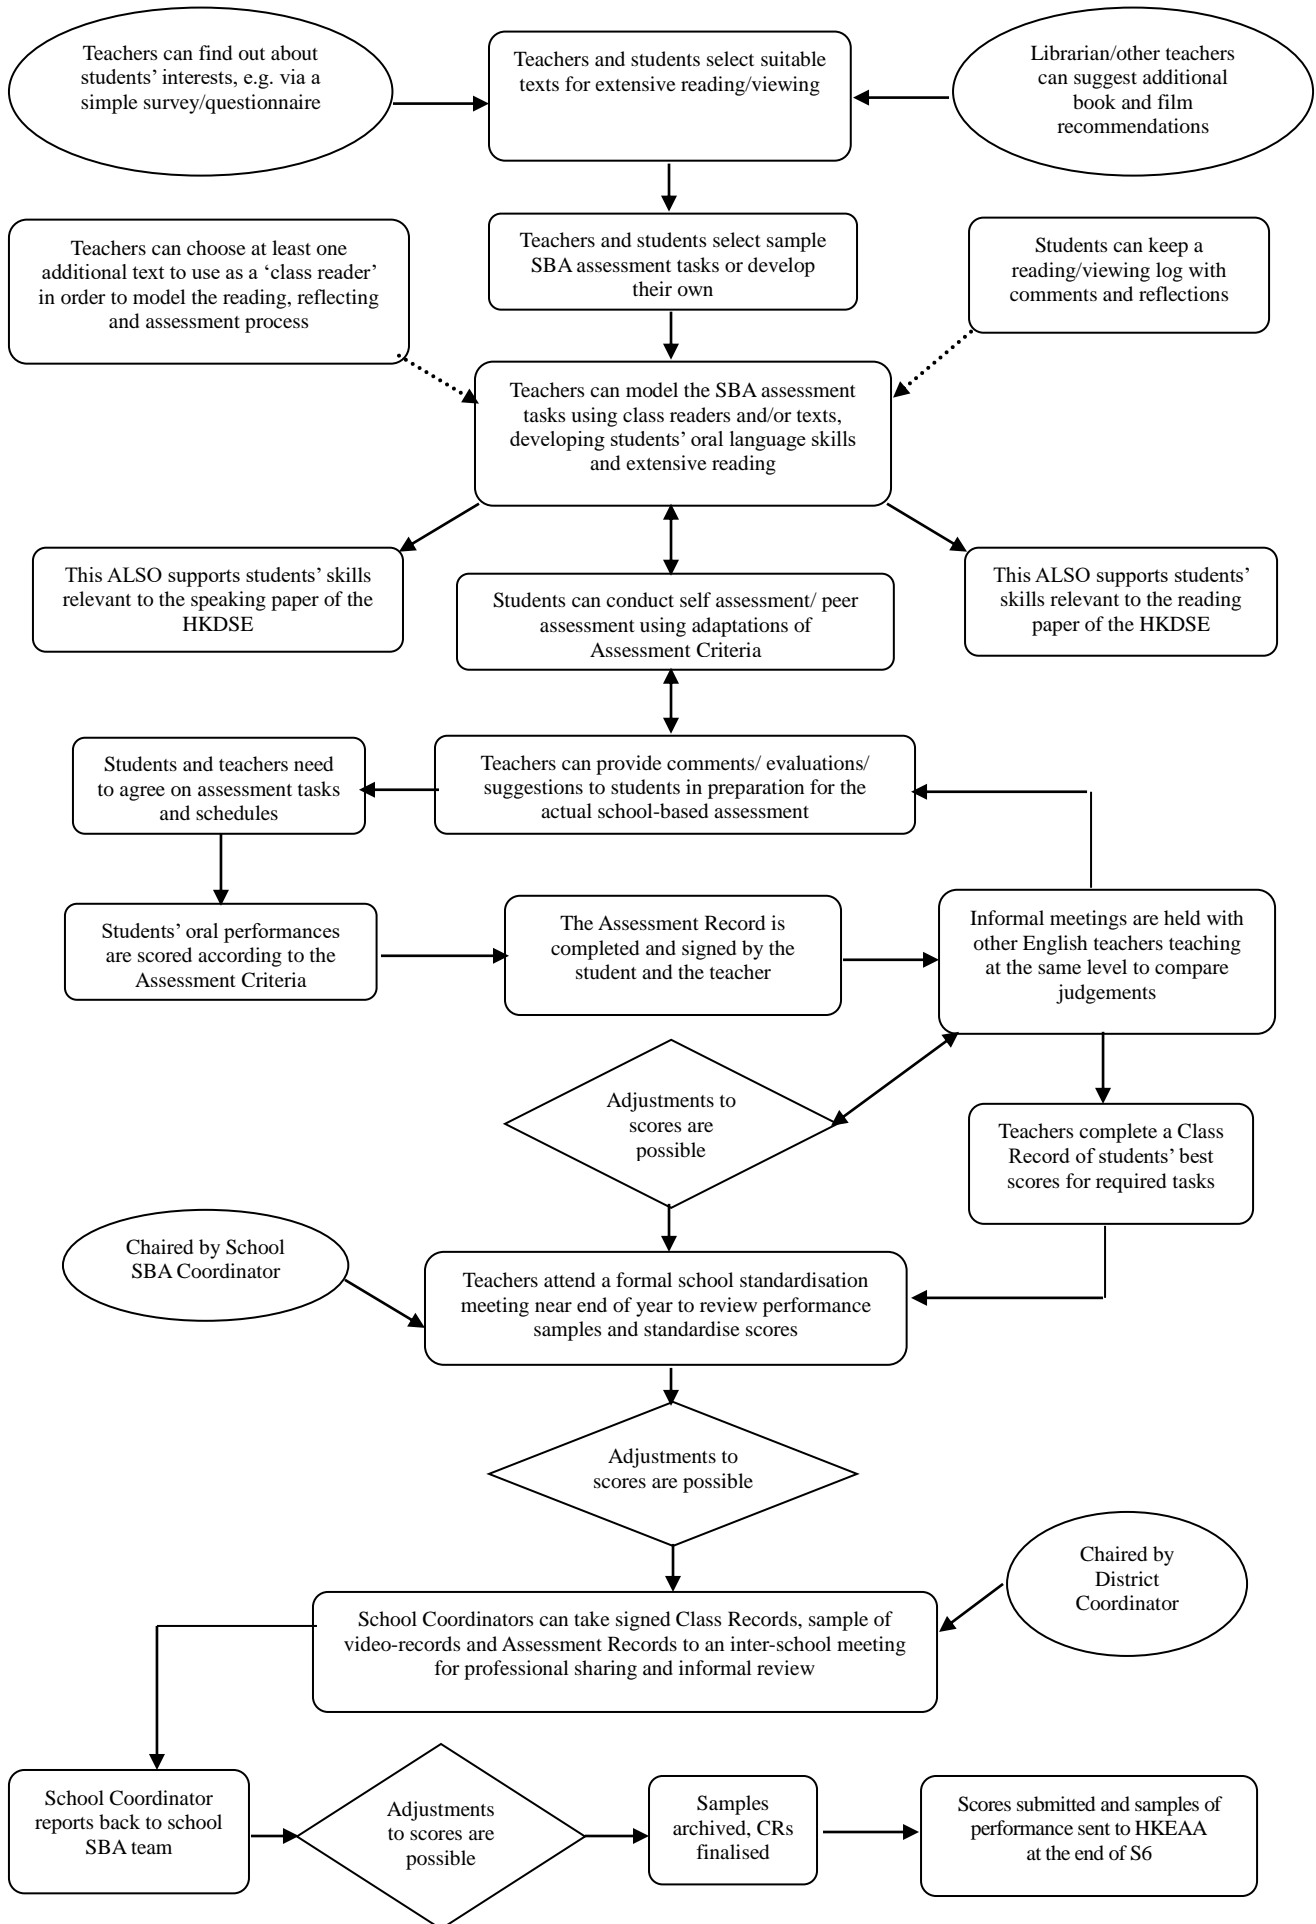 Teachers can find out about
students' interests, e.g. via a
simple survey/questionnaire
Teachers and students select suitable
texts for extensive reading/viewing
Librarian/other teachers
can suggest additional
book and film
recommendations
Teachers can choose at least one
additional text to use as a ‘class reader’
in order to model the reading, reflecting
and assessment process
Teachers and students select sample
SBA assessment tasks or develop
their own
Students can keep a
reading/viewing log with
comments and reflections
Teachers can model the SBA assessment
tasks using class readers and/or texts,
developing students’ oral language skills
and extensive reading
This ALSO supports students’ skills
relevant to the speaking paper of the
HKDSE
Students can conduct self assessment/ peer
assessment using adaptations of
Assessment Criteria
This ALSO supports students’
skills relevant to the reading
paper of the HKDSE
Students and teachers need
to agree on assessment tasks
and schedules
Teachers can provide comments/ evaluations/
suggestions to students in preparation for the
actual school-based assessment
Students’ oral performances
are scored according to the
Assessment Criteria
The Assessment Record is
completed and signed by the
student and the teacher
Informal meetings are held with
other English teachers teaching
at the same level to compare
judgements
Adjustments to
scores are
possible
Teachers complete a Class
Record of students’ best
scores for required tasks
Chaired by School
SBA Coordinator
Teachers attend a formal school standardisation
meeting near end of year to review performance
samples and standardise scores
Adjustments to
scores are possible
Chaired by
District
Coordinator
School Coordinators can take signed Class Records, sample of
video-records and Assessment Records to an inter-school meeting
for professional sharing and informal review
School Coordinator
reports back to school
SBA team
Adjustments
to scores are
possible
Samples
archived, CRs
finalised
Scores submitted and samples of
performance sent to HKEAA
at the end of S6